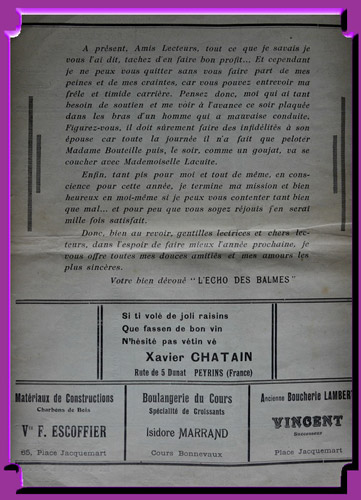 A présent, Amis Lecteurs, tout ce que je savais je
vous l'ai dit, tachez d'en faire bon profit... Et cependant
je ne peux vous quitter sans vous faire part de mes
peines et de mes craintes, car vous pouvez entrevoir ma
frêle et timide carrière. Pensez donc, moi qui ai tant
besoin de soutien et me voir à l'avance ce soir plaquée
dans les bras d'un homme qui a mauvaise conduite.
Figurez-vous, il doit sûrement faire des infidélités à son
épouse car toute la journée il n'a fait que peloter
Madame Bouteille puis, le soir, comme un goujat, va se
coucher avec Mademoiselle Lacuite.
Enfin, tant pis pour moi et tout de même, en cons-
cience pour cette année, je termine ma mission et bien
heureux en moi-même si je peux vous contenter tant bien
que mal... et pour peu que vous soyez réjouis j'en serai
mille fois satisfait.
Donc, bien au revoir, gentilles lectrices et chers lec-
teurs, dans l'espoir de faire mieux l'année prochaine, je
vous offre toutes mes douces amitiés et mes amours les
plus sincères.
Votre bien dévoué "L'ECHO DES BALMES"
Si ti volé de joli raisins
Que fassen de bon vin
N'hésité pas vétin vé
Xavier CHATAIN
Rute de S Dunat PEYRINS (France)
Matériaux de Constructions
Charbons de Bois
Vve F. ESCOFFIER
65, Place Jacquemart
Boulangerie du Cours
Spécialité de Croissants
Isidore MARRAND
Cours Bonnevaux
Ancienne Boucherie LAMBERT
VINCENT
Successeur
Place Jacquemart